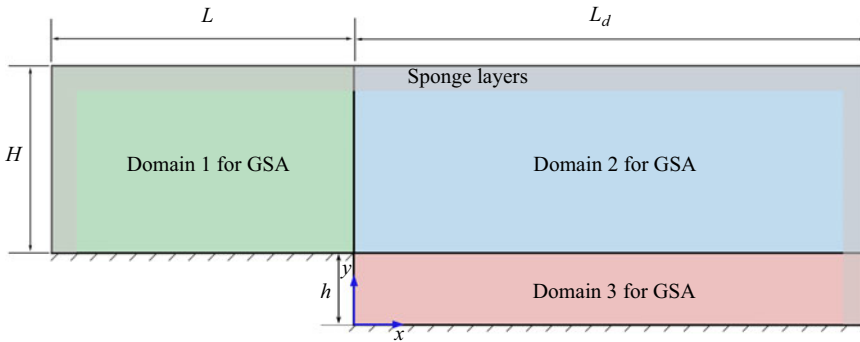 L
L_d
Sponge layers
H
Domain 1 for GSA
Domain 2 for GSA
h
y
Domain 3 for GSA
x